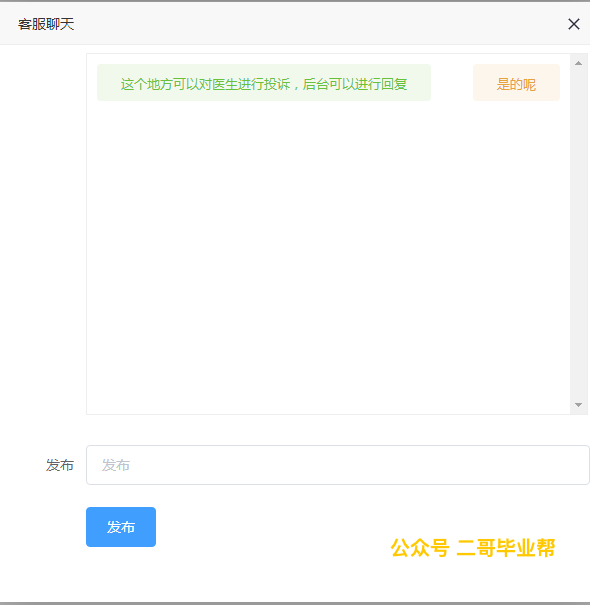 客服聊天
这个地方可以对医生进行投诉，后台可以进行回复
是的呢
发布
发布
发布
公众号 二哥毕业帮